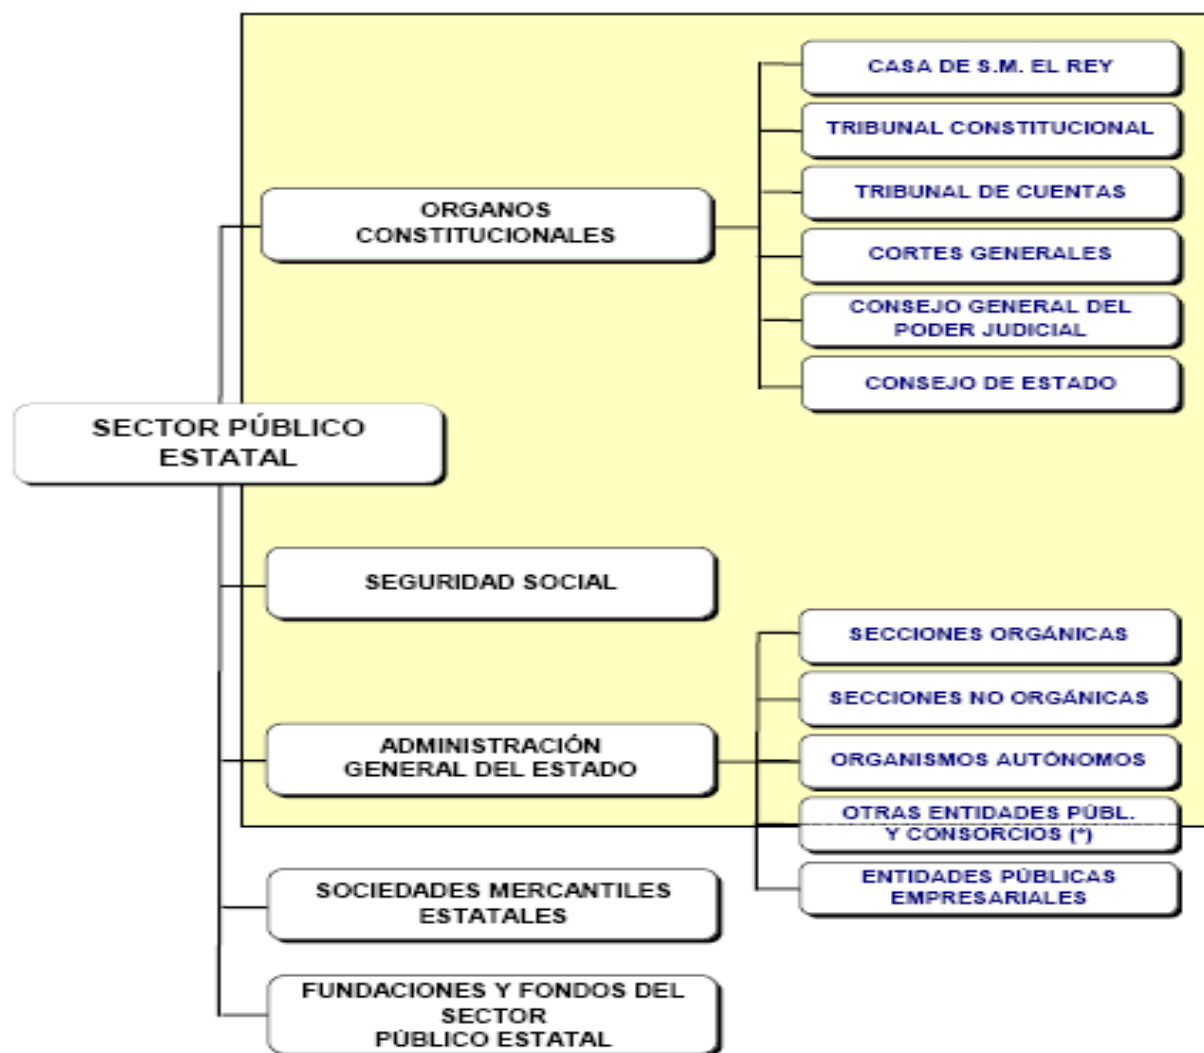 SECTOR PÚBLICO
ESTATAL
ORGANOS
CONSTITUCIONALES
CASA DE S.M. EL REY
TRIBUNAL CONSTITUCIONAL
TRIBUNAL DE CUENTAS
CORTES GENERALES
CONSEJO GENERAL DEL
PODER JUDICIAL
CONSEJO DE ESTADO
SEGURIDAD SOCIAL
ADMINISTRACIÓN
GENERAL DEL ESTADO
SECCIONES ORGÁNICAS
SECCIONES NO ORGÁNICAS
ORGANISMOS AUTÓNOMOS
OTRAS ENTIDADES PÚBL.
Y CONSORCIOS (*)
ENTIDADES PÚBLICAS
EMPRESARIALES
SOCIEDADES MERCANTILES
ESTATALES
FUNDACIONES Y FONDOS DEL
SECTOR
PÚBLICO ESTATAL